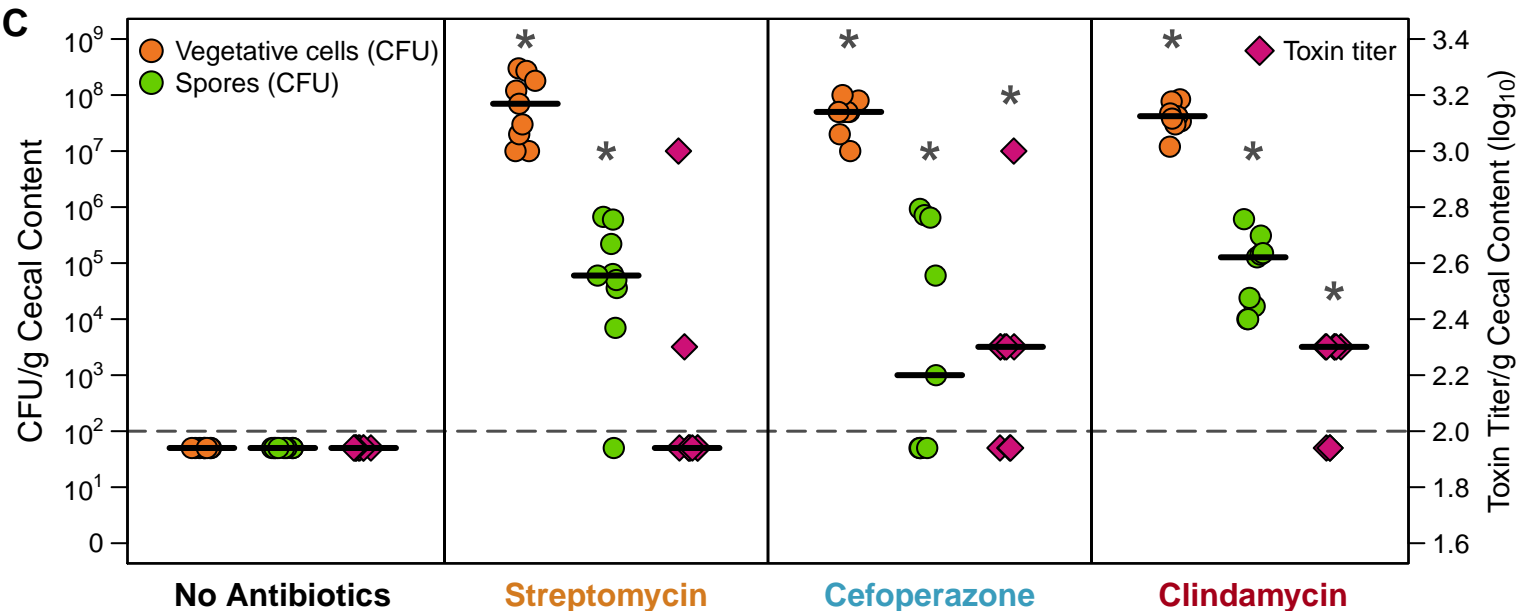 C
Vegetative cells (CFU)
Spores (CFU)
Toxin titer
* * * * * * * *
CFU/g Cecal Content
10⁹
10⁸
10⁷
10⁶
10⁵
10⁴
10³
10²
10¹
0
3.4
3.2
3.0
2.8
2.6
2.4
2.2
2.0
1.8
1.6
Toxin Titer/g Cecal Content (log₁₀)
No Antibiotics
Streptomycin
Cefoperazone
Clindamycin